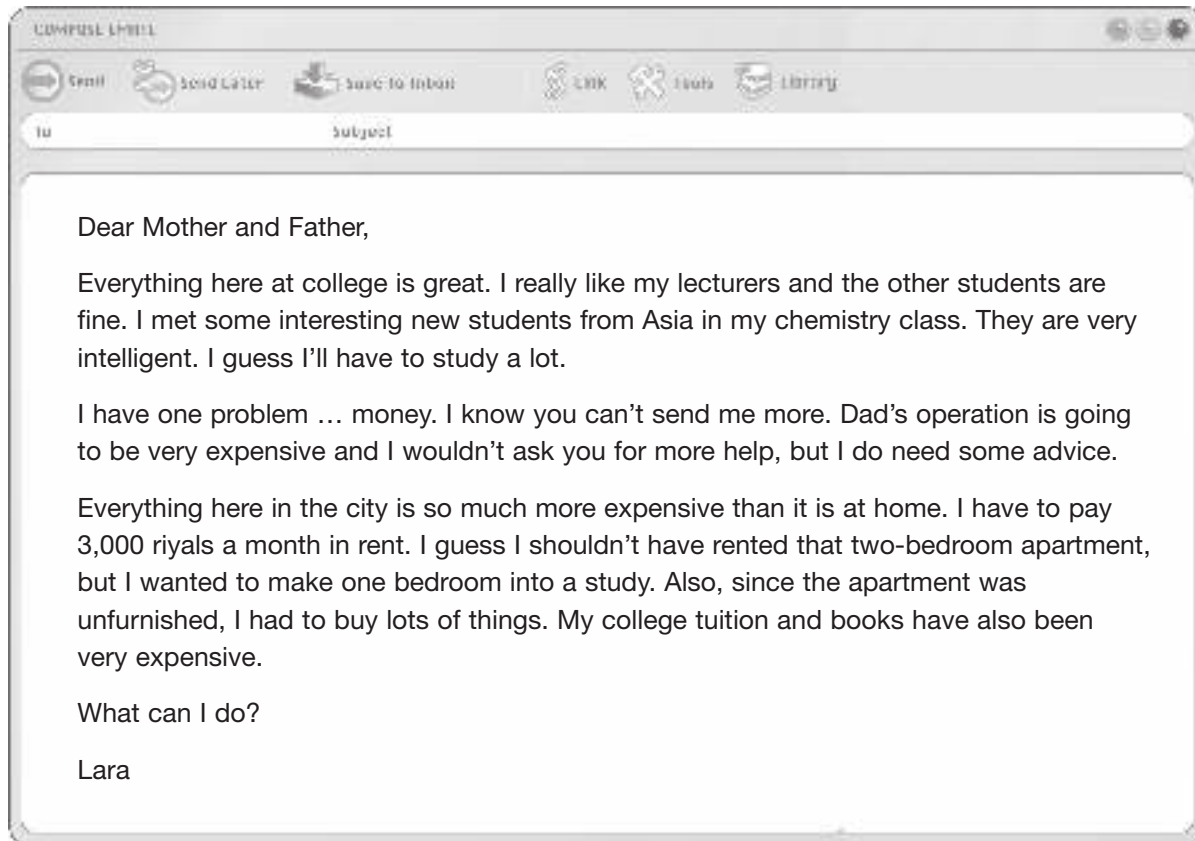 COMPOSE EMAIL
Send
Send Later
Save to Inbox
Link
Tools
Library
To
Subject
Dear Mother and Father,
Everything here at college is great. I really like my lecturers and the other students are
fine. I met some interesting new students from Asia in my chemistry class. They are very
intelligent. I guess I’ll have to study a lot.
I have one problem … money. I know you can’t send me more. Dad’s operation is going
to be very expensive and I wouldn’t ask you for more help, but I do need some advice.
Everything here in the city is so much more expensive than it is at home. I have to pay
3,000 riyals a month in rent. I guess I shouldn’t have rented that two-bedroom apartment,
but I wanted to make one bedroom into a study. Also, since the apartment was
unfurnished, I had to buy lots of things. My college tuition and books have also been
very expensive.
What can I do?
Lara